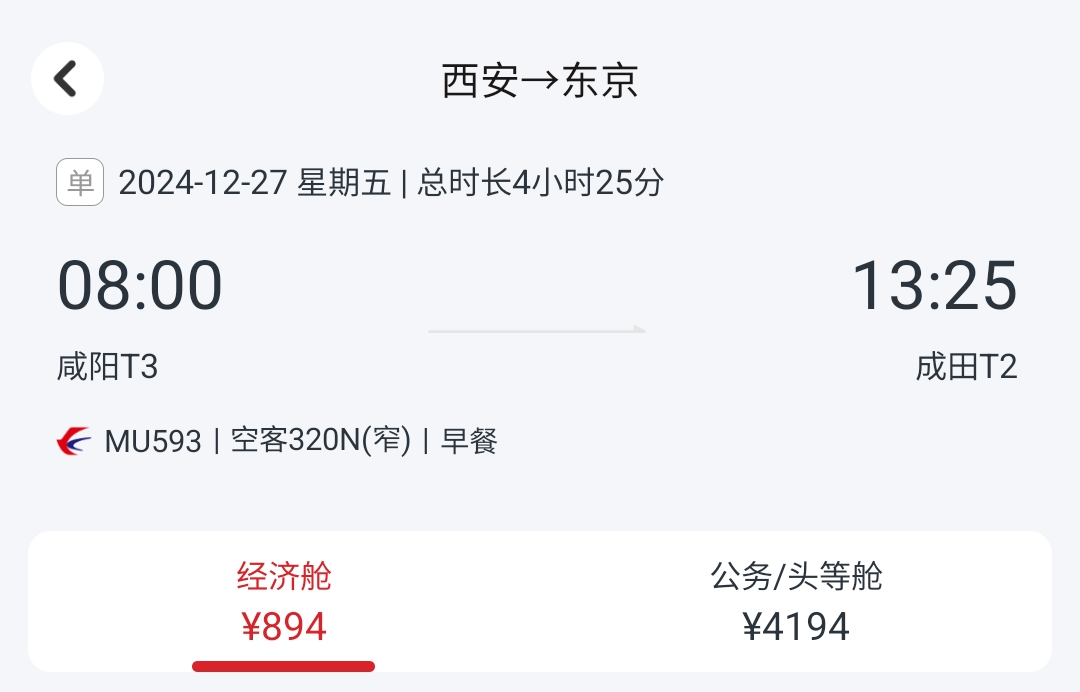 西安→东京
单 2024-12-27 星期五 | 总时长4小时25分
08:00 13:25
咸阳T3 成田T2
MU593 | 空客320N(窄) | 早餐
经济舱 公务/头等舱
¥894 ¥4194